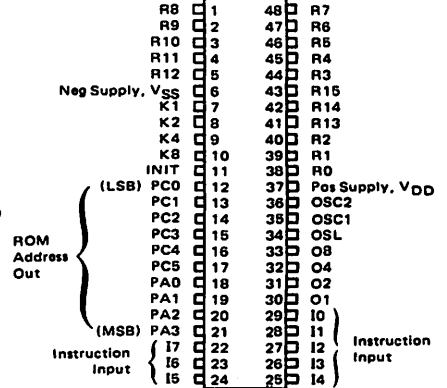 R8 1 48 R7
R9 2 47 R6
R10 3 46 R5
R11 4 45 R4
R12 5 44 R3
Neg Supply, VSS 6 43 R15
K1 7 42 R14
K2 8 41 R13
K4 9 40 R2
K8 10 39 R1
INIT 11 38 R0
(LSB) PC0 12 37 Pos Supply, VDD
PC1 13 36 OSC2
PC2 14 35 OSC1
PC3 15 34 OSL
PC4 16 33 O8
PC5 17 32 O4
PA0 18 31 O2
PA1 19 30 O1
PA2 20 29 I0
(MSB) PA3 21 28 I1
I7 22 27 I2
I6 23 26 I3
I5 24 25 I4
ROM
Address
Out
Instruction
Input
Instruction
Input